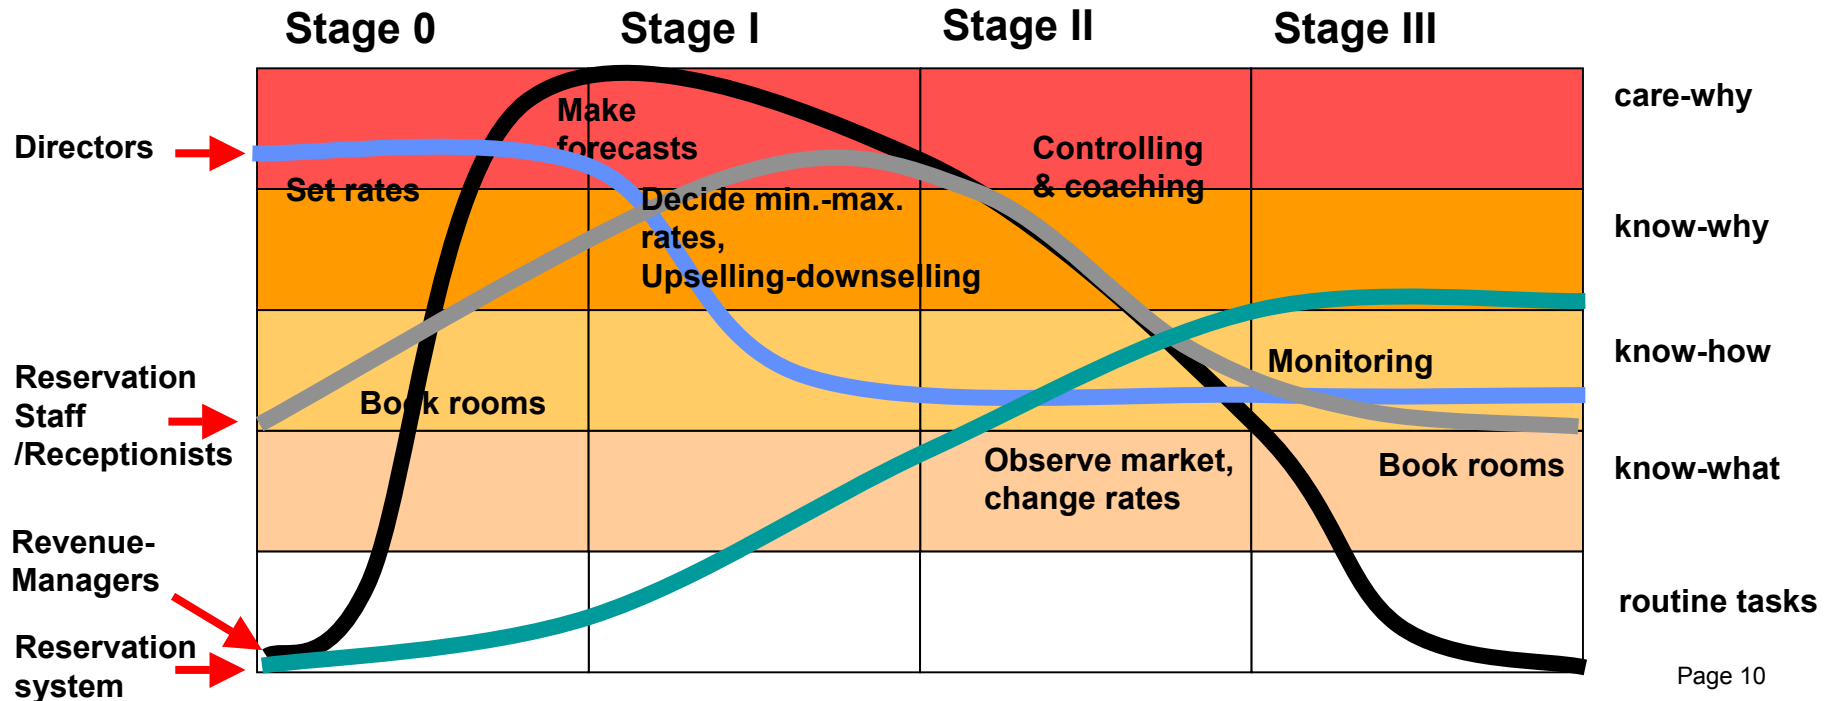 Stage 0
Stage I
Stage II
Stage III
Directors
Reservation
Staff
/Receptionists
Revenue-
Managers
Reservation
system
Set rates
Book rooms
Make
forecasts
Decide min.-max.
rates,
Upselling-downselling
Controlling
& coaching
Observe market,
change rates
Monitoring
Book rooms
care-why
know-why
know-how
know-what
routine tasks
Page 10